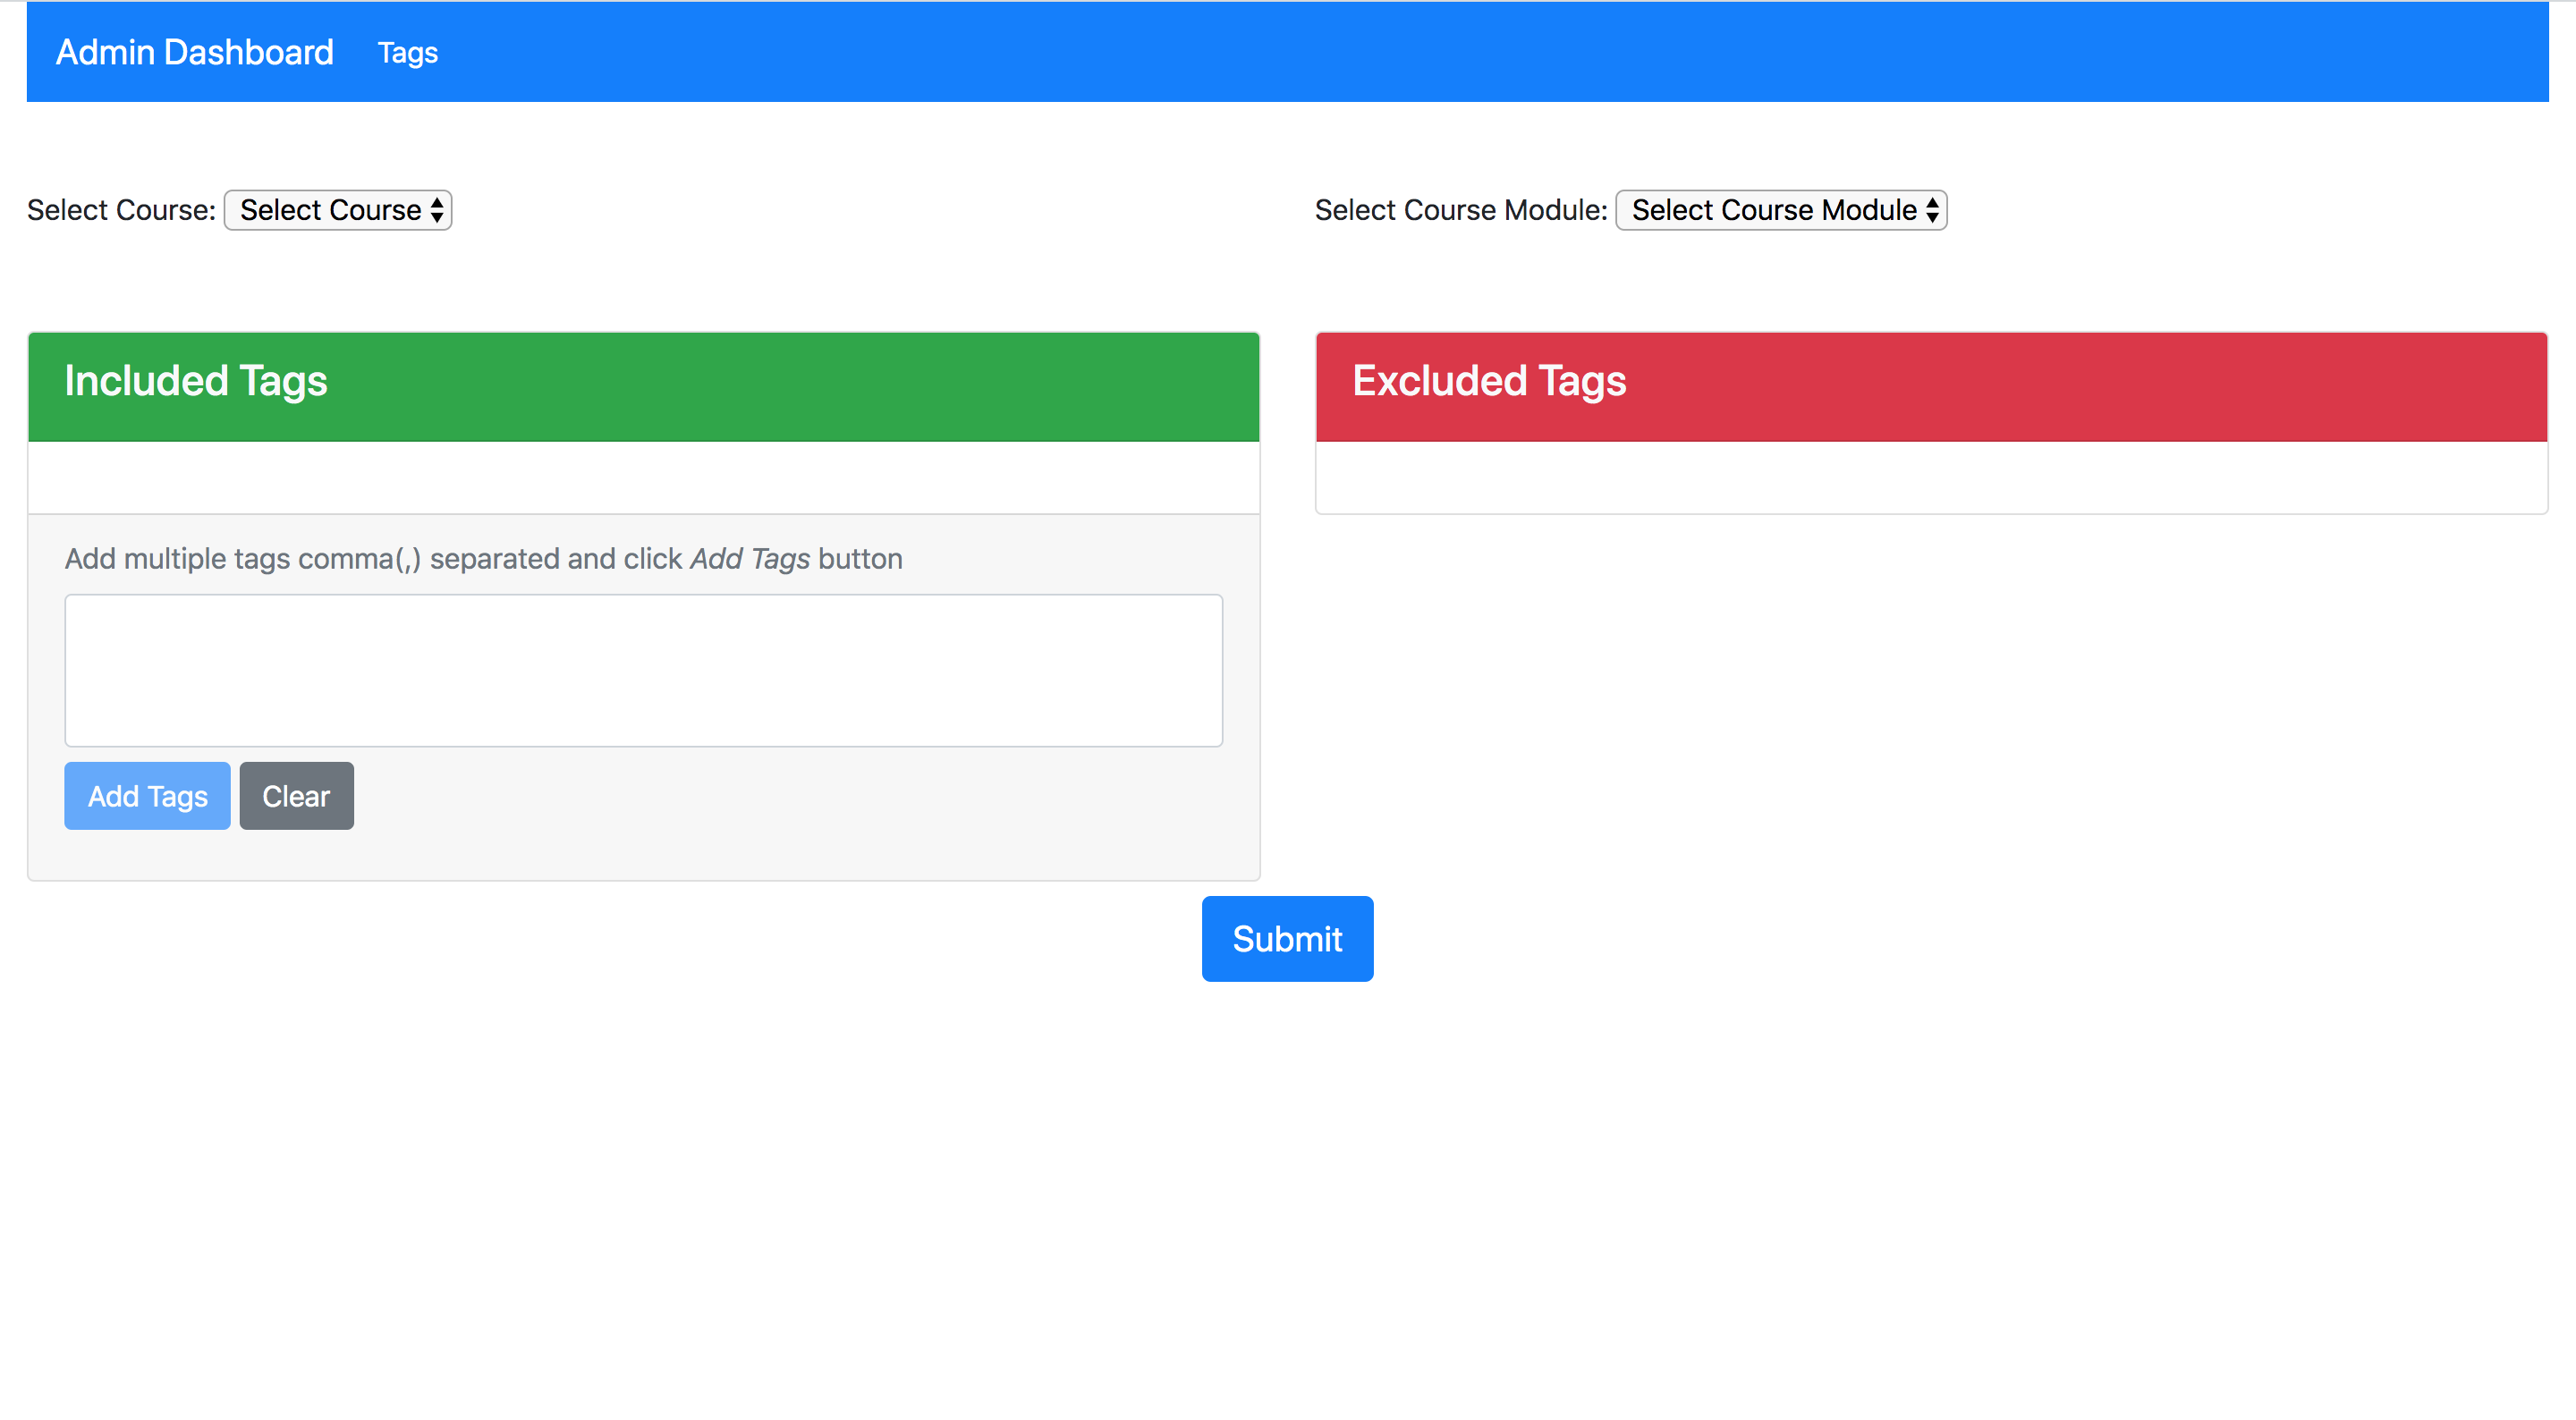 Admin Dashboard Tags
Select Course: Select Course
Select Course Module: Select Course Module
Included Tags
Excluded Tags
Add multiple tags comma(,) separated and click Add Tags button
Add Tags Clear
Submit